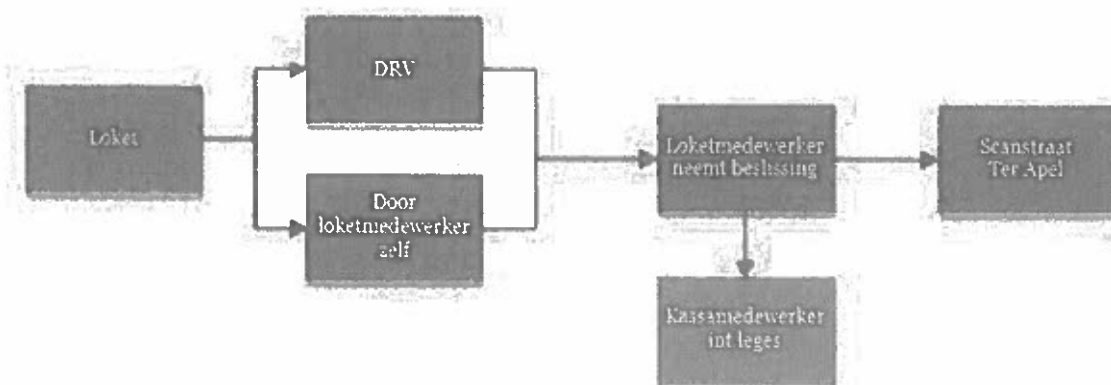 Loket
DRV
Door
loketmedewerker
zelf
Loketmedewerker
neemt beslissing
Scanstraat
Ter Apel
Kassamedewerker
int leges